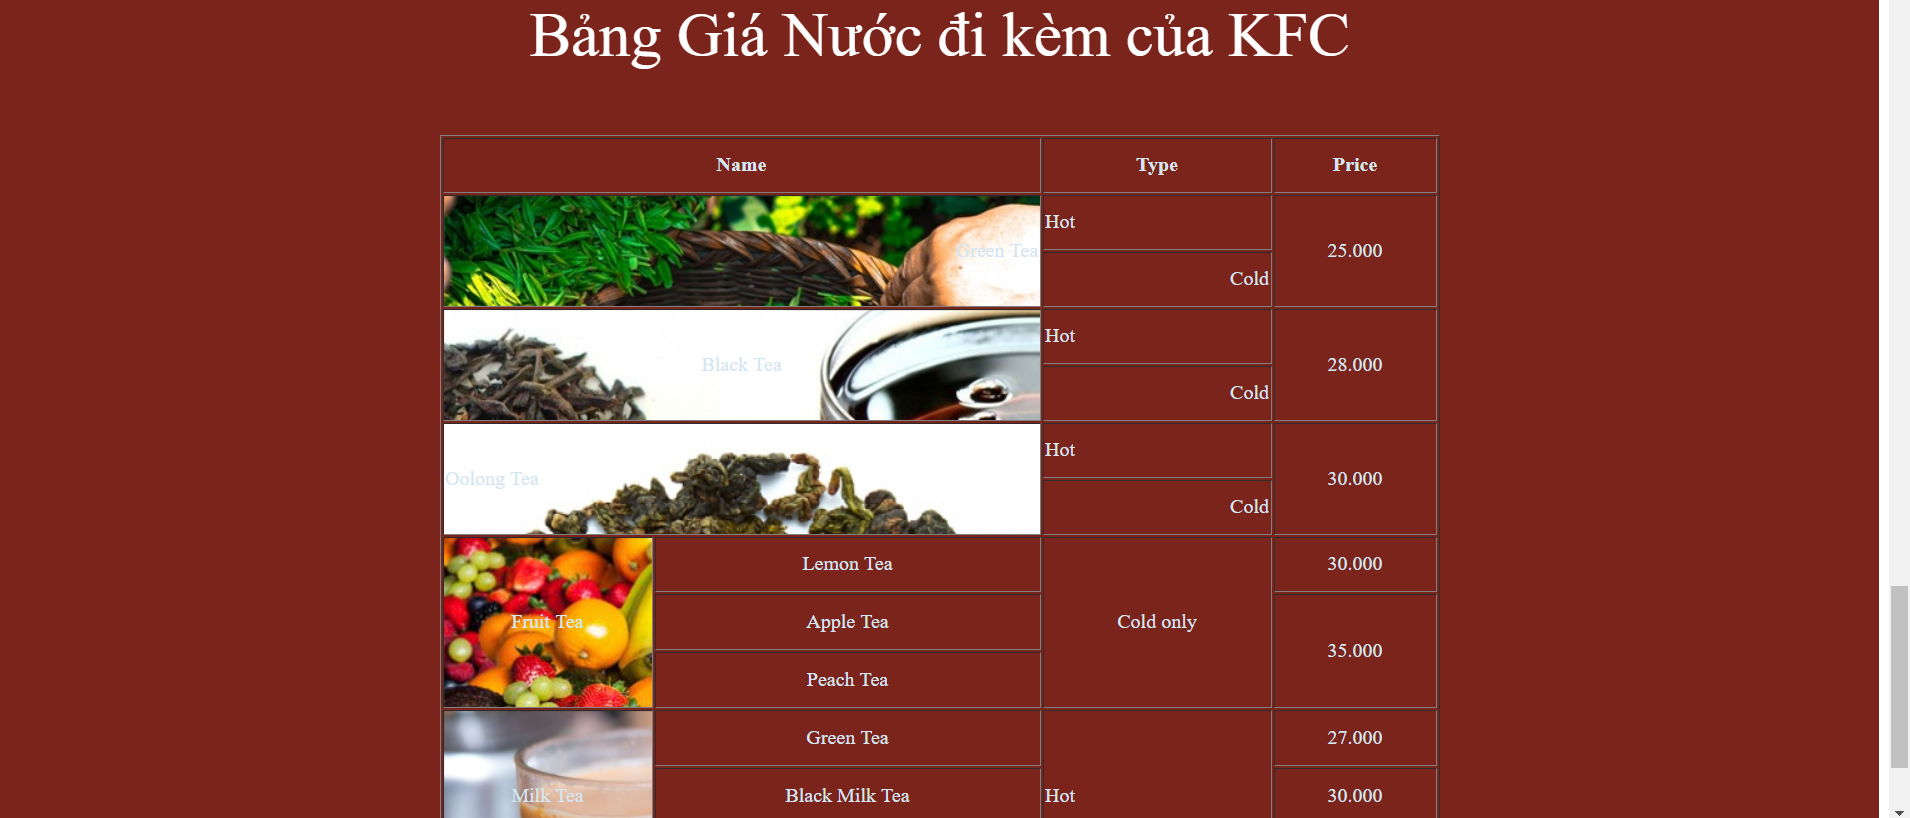 Bảng Giá Nước đi kèm của KFC
Name Type Price
Hot
Green Tea 25.000
Cold
Hot
Black Tea 28.000
Cold
Hot
Oolong Tea 30.000
Cold
Lemon Tea 30.000
Fruit Tea Apple Tea Cold only
35.000
Peach Tea
Green Tea 27.000
Milk Tea Black Milk Tea Hot 30.000